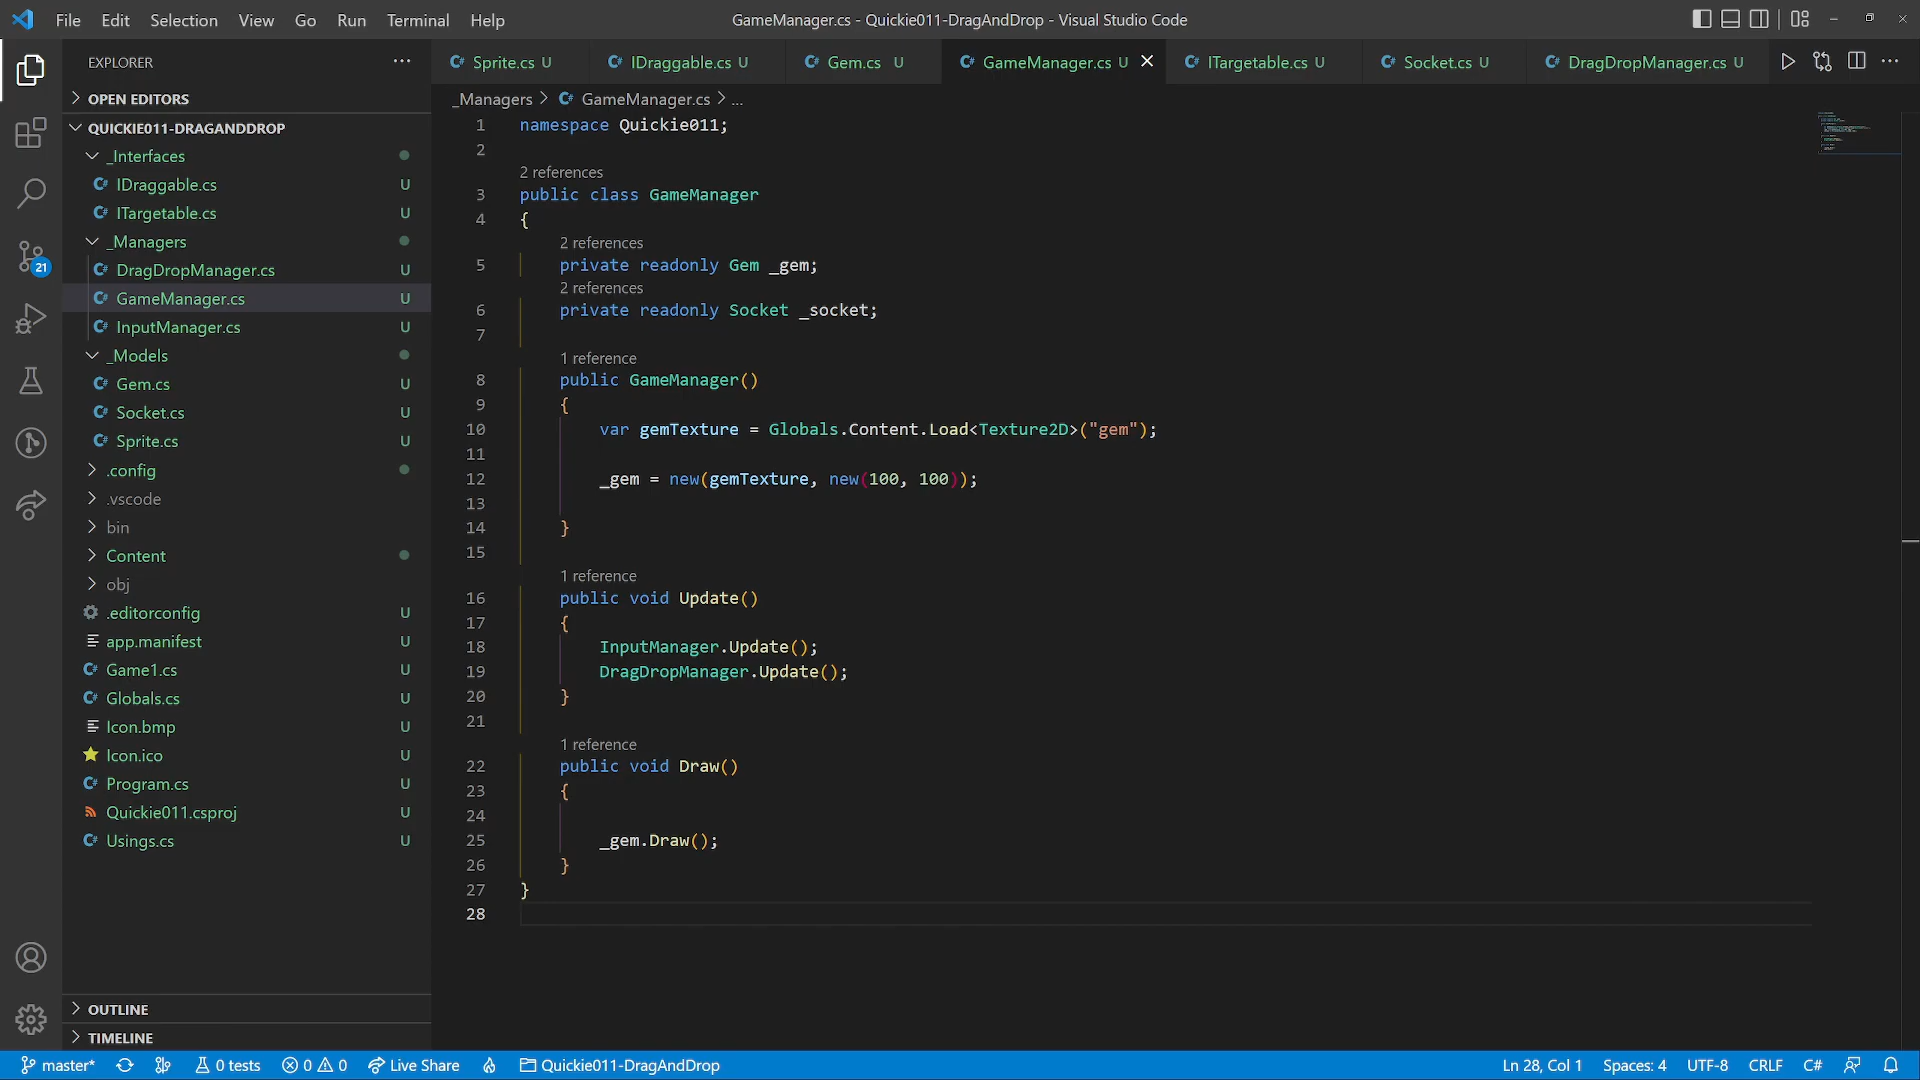 File Edit Selection View Go Run Terminal Help
GameManager.cs - Quickie011-DragAndDrop - Visual Studio Code
EXPLORER
Sprite.cs U
IDraggable.cs U
Gem.cs U
GameManager.cs U
ITargetable.cs U
Socket.cs U
DragDropManager.cs U
OPEN EDITORS
QUICKIE011-DRAGANDDROP
_Interfaces
IDraggable.cs U
ITargetable.cs U
_Managers
DragDropManager.cs U
GameManager.cs U
InputManager.cs U
_Models
Gem.cs U
Socket.cs U
Sprite.cs U
.config
.vscode
bin
Content
obj
.editorconfig U
app.manifest U
Game1.cs U
Globals.cs U
Icon.bmp U
Icon.ico U
Program.cs U
Quickie011.csproj U
Usings.cs U
OUTLINE
TIMELINE
21
_Managers > GameManager.cs > ...
1 namespace Quickie011;
2
2 references
3 public class GameManager
4 {
2 references
5 private readonly Gem _gem;
2 references
6 private readonly Socket _socket;
7
1 reference
8 public GameManager()
9 {
10 var gemTexture = Globals.Content.Load<Texture2D>("gem");
11
12 _gem = new(gemTexture, new(100, 100));
13
14 }
15
1 reference
16 public void Update()
17 {
18 InputManager.Update();
19 DragDropManager.Update();
20 }
21
1 reference
22 public void Draw()
23 {
24
25 _gem.Draw();
26 }
27 }
28
master* 0 tests 0 0 Live Share Quickie011-DragAndDrop Ln 28, Col 1 Spaces: 4 UTF-8 CRLF C#